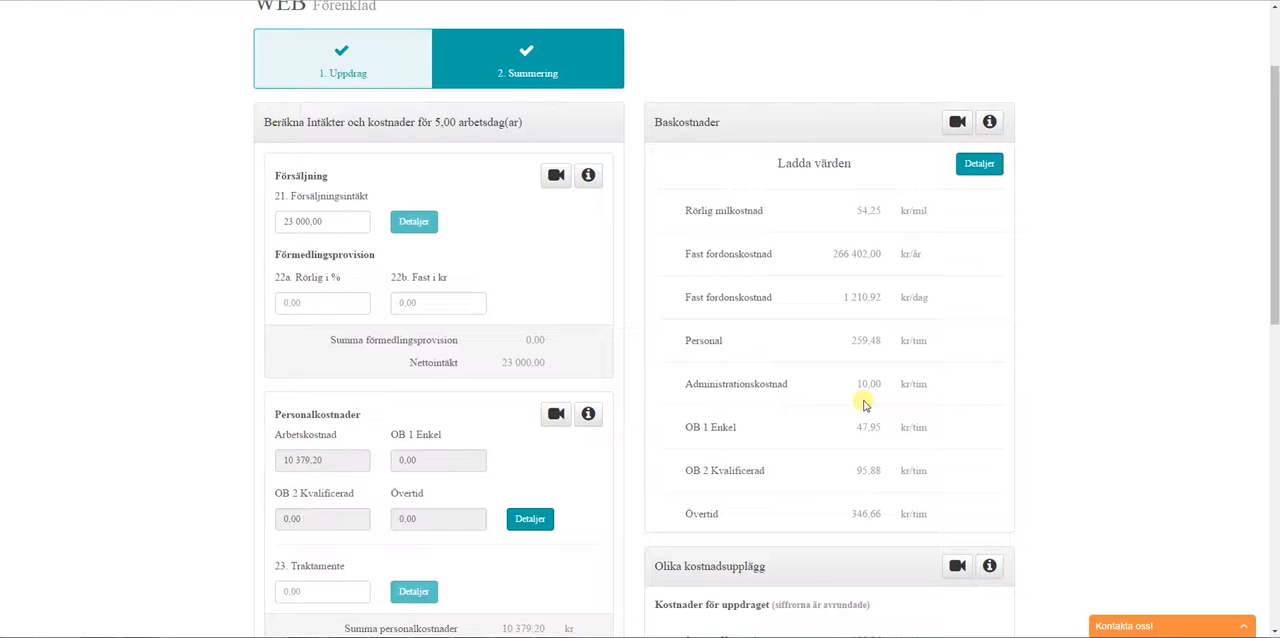 WEB Förenklad
1. Uppdrag
2. Summering
Beräkna Intäkter och kostnader för 5,00 arbetsdag(ar)
Försäljning
21. Försäljningsintäkt
23 000,00
Detaljer
Förmedlingsprovision
22a. Rörlig i %
22b. Fast i kr
0,00
0,00
Summa förmedlingsprovision 0,00
Nettointäkt 23 000,00
Personalkostnader
Arbetskostnad
OB 1 Enkel
10 379,20
0,00
OB 2 Kvalificerad
Övertid
0,00
0,00
Detaljer
23. Traktamente
0,00
Detaljer
Summa personalkostnader 10 379,20 kr
Baskostnader
Ladda värden
Detaljer
Rörlig milkostnad 54,25 kr/mil
Fast fordonskostnad 266 402,00 kr/år
Fast fordonskostnad 1 210,92 kr/dag
Personal 259,48 kr/tim
Administrationskostnad 10,00 kr/tim
OB 1 Enkel 47,95 kr/tim
OB 2 Kvalificerad 95,88 kr/tim
Övertid 346,66 kr/tim
Olika kostnadsupplägg
Kostnader för uppdraget (siffrorna är avrundade)
Kontakta oss!